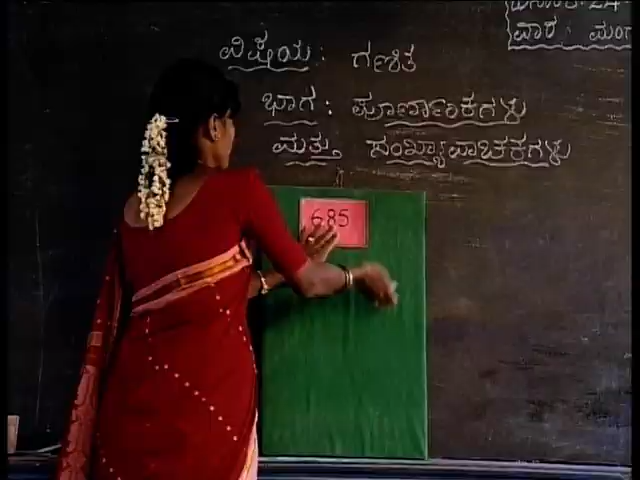 ವಾರ : ಮಂಗ
ವಿಷಯ : ಗಣಿತ
ಭಾಗ : ಪೂರ್ಣಾಂಕಗಳು
ಮತ್ತು ಸಂಖ್ಯಾವಾಚಕಗಳು
685